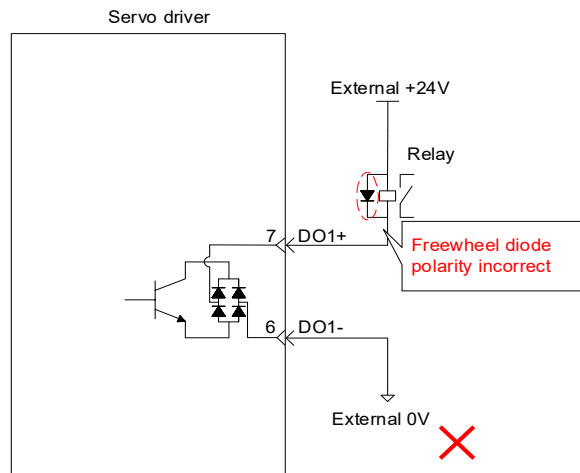 Servo driver
External +24V
Relay
7 DO1+
Freewheel diode
polarity incorrect
6 DO1-
External 0V